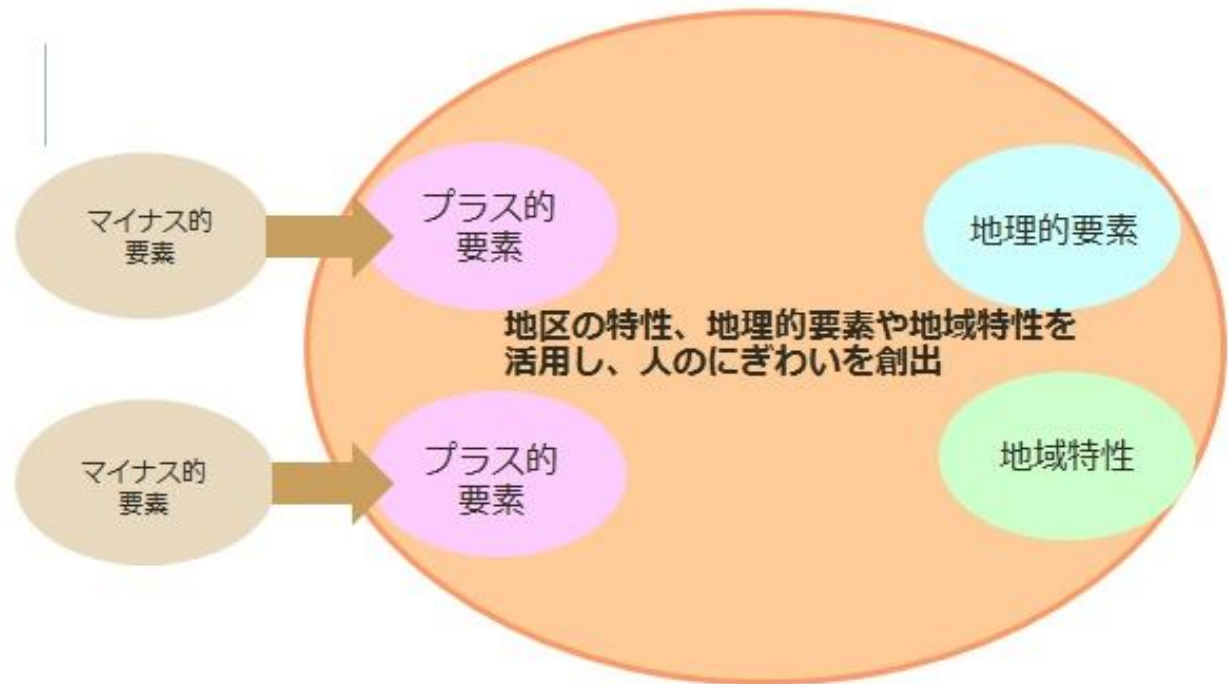 マイナス的
要素
プラス的
要素
地理的要素
地区の特性、地理的要素や地域特性を
活用し、人のにぎわいを創出
マイナス的
要素
プラス的
要素
地域特性